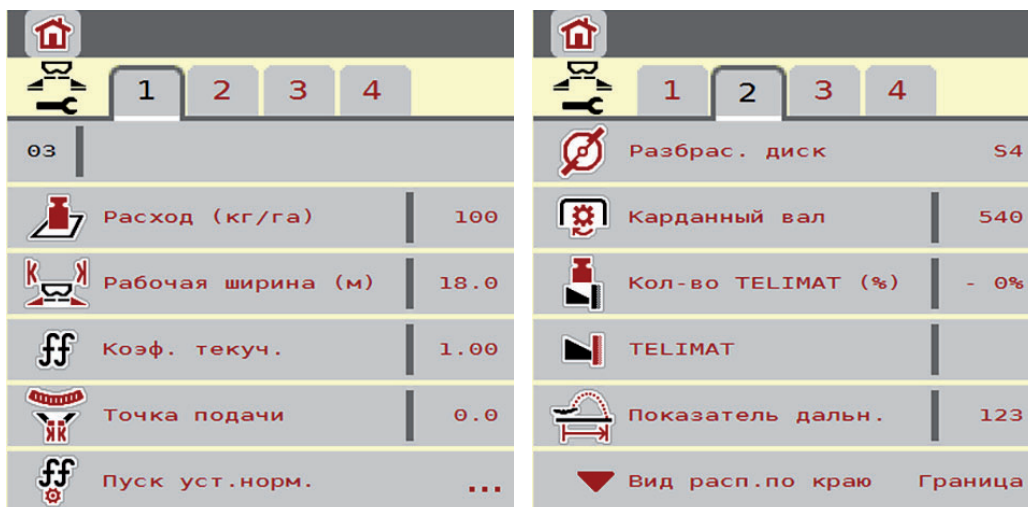 1 2 3 4
03
Расход (кг/га) 100
Рабочая ширина (м) 18.0
Коэф. текуч. 1.00
Точка подачи 0.0
Пуск уст.норм. ...
1 2 3 4
Разбрас. диск S4
Карданный вал 540
Кол-во TELIMAT (%) - 0%
TELIMAT
Показатель дальн. 123
Вид расп.по краю Граница